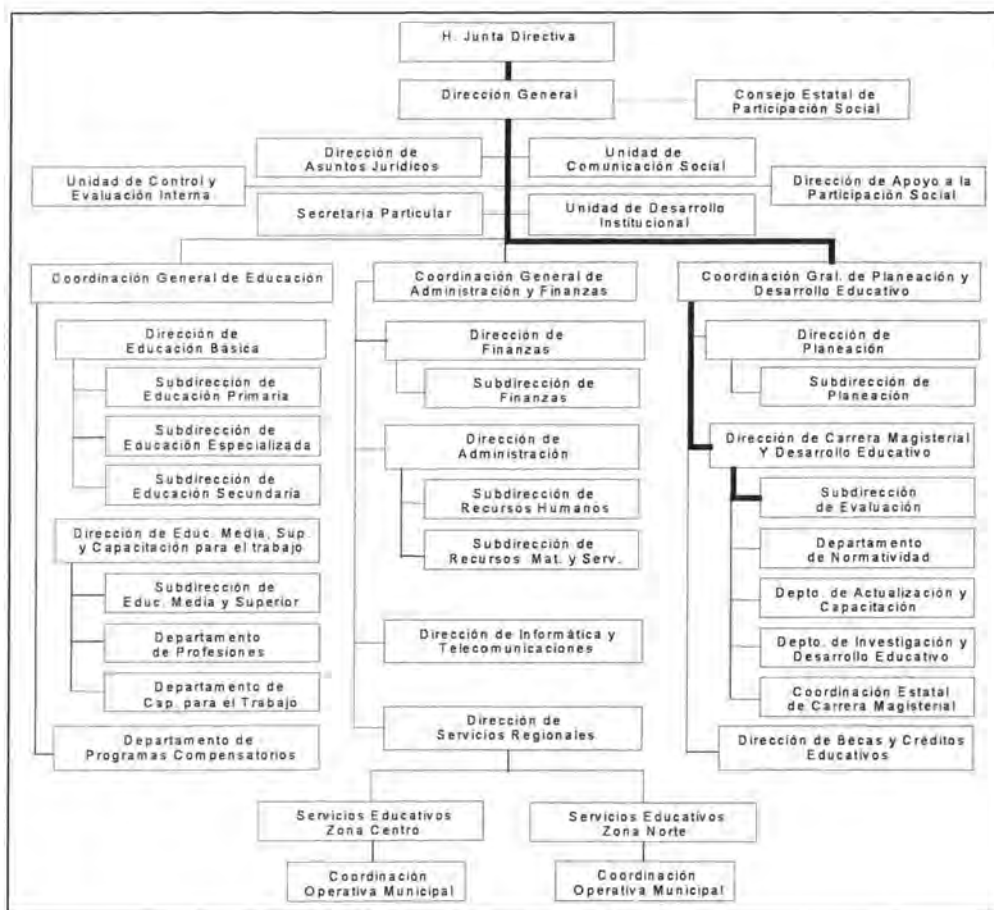 H. Junta Directiva
Dirección General
Consejo Estatal de
Participación Social
Dirección de
Asuntos Jurídicos
Unidad de
Comunicación Social
Unidad de Control y
Evaluación Interna
Dirección de Apoyo a la
Participación Social
Secretaría Particular
Unidad de Desarrollo
Institucional
Coordinación General de Educación
Dirección de
Educación Básica
Subdirección de
Educación Primaria
Subdirección de
Educación Especializada
Subdirección de
Educación Secundaria
Dirección de Educ. Media, Sup.
y Capacitación para el trabajo
Subdirección de
Educ. Media y Superior
Departamento
de Profesiones
Departamento de
Cap. para el Trabajo
Departamento de
Programas Compensatorios
Coordinación General de
Administración y Finanzas
Dirección de
Finanzas
Subdirección de
Finanzas
Dirección de
Administración
Subdirección de
Recursos Humanos
Subdirección de
Recursos Mat. y Serv.
Dirección de Informática y
Telecomunicaciones
Dirección de
Servicios Regionales
Servicios Educativos
Zona Centro
Coordinación
Operativa Municipal
Servicios Educativos
Zona Norte
Coordinación
Operativa Municipal
Coordinación Gral. de Planeación y
Desarrollo Educativo
Dirección de
Planeación
Subdirección de
Planeación
Dirección de Carrera Magisterial
Y Desarrollo Educativo
Subdirección
de Evaluación
Departamento
de Normatividad
Depto. de Actualización y
Capacitación
Depto. de Investigación y
Desarrollo Educativo
Coordinación Estatal
de Carrera Magisterial
Dirección de Becas y Créditos
Educativos